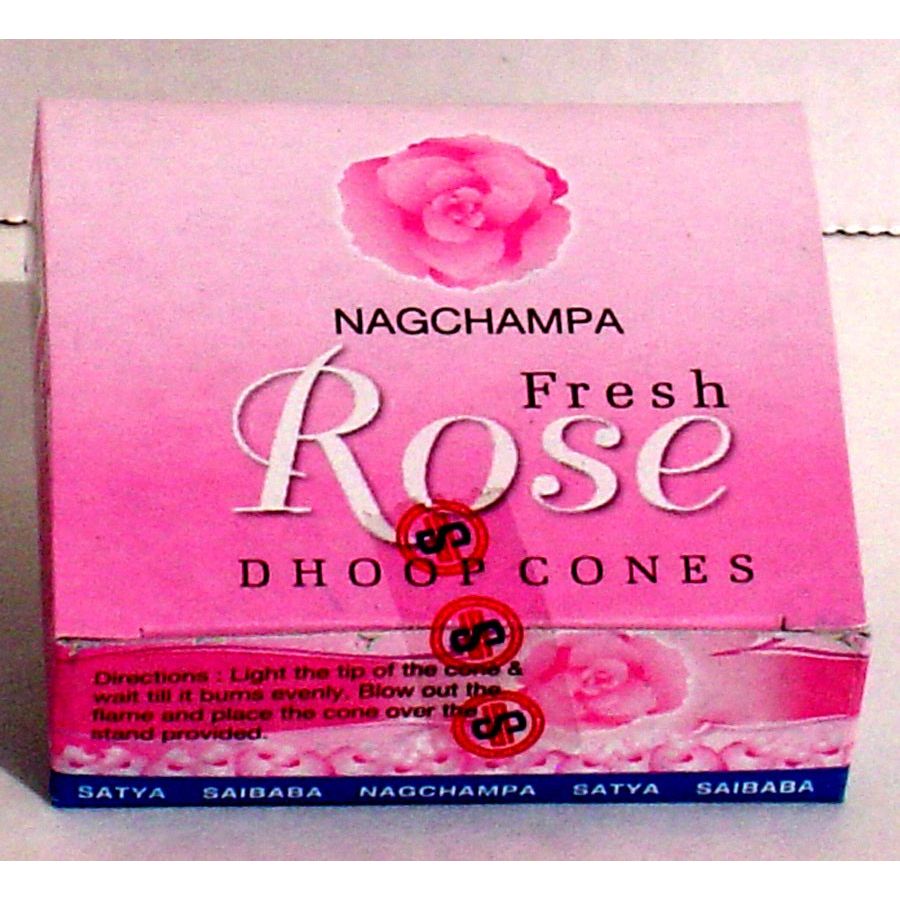 NAGCHAMPA
Fresh
Rose
DHOOP CONES
Directions : Light the tip of the cone &
wait till it burns evenly. Blow out the
flame and place the cone over the
stand provided.
SATYA SAIBABA NAGCHAMPA SATYA SAIBABA